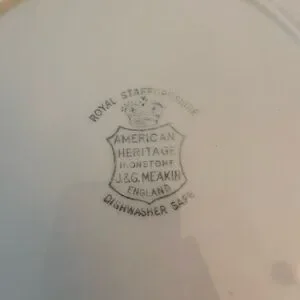 ROYAL STAFFORDSHIRE
AMERICAN
HERITAGE
IRONSTONE
J.&G. MEAKIN
ENGLAND
DISHWASHER SAFE